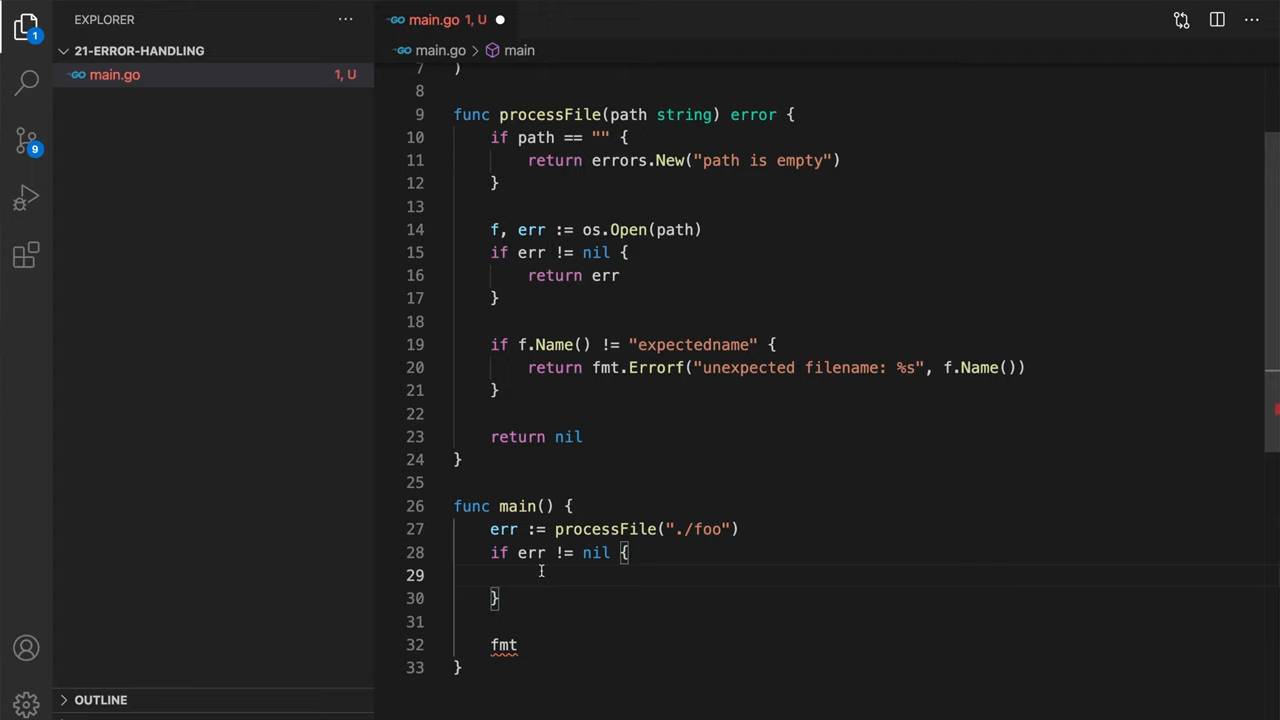 EXPLORER
21-ERROR-HANDLING
main.go 1, U
OUTLINE
1
9
main.go 1, U
main.go > main
7 )
8
9 func processFile(path string) error {
10 if path == "" {
11 return errors.New("path is empty")
12 }
13
14 f, err := os.Open(path)
15 if err != nil {
16 return err
17 }
18
19 if f.Name() != "expectedname" {
20 return fmt.Errorf("unexpected filename: %s", f.Name())
21 }
22
23 return nil
24 }
25
26 func main() {
27 err := processFile("./foo")
28 if err != nil {
29
30 }
31
32 fmt
33 }